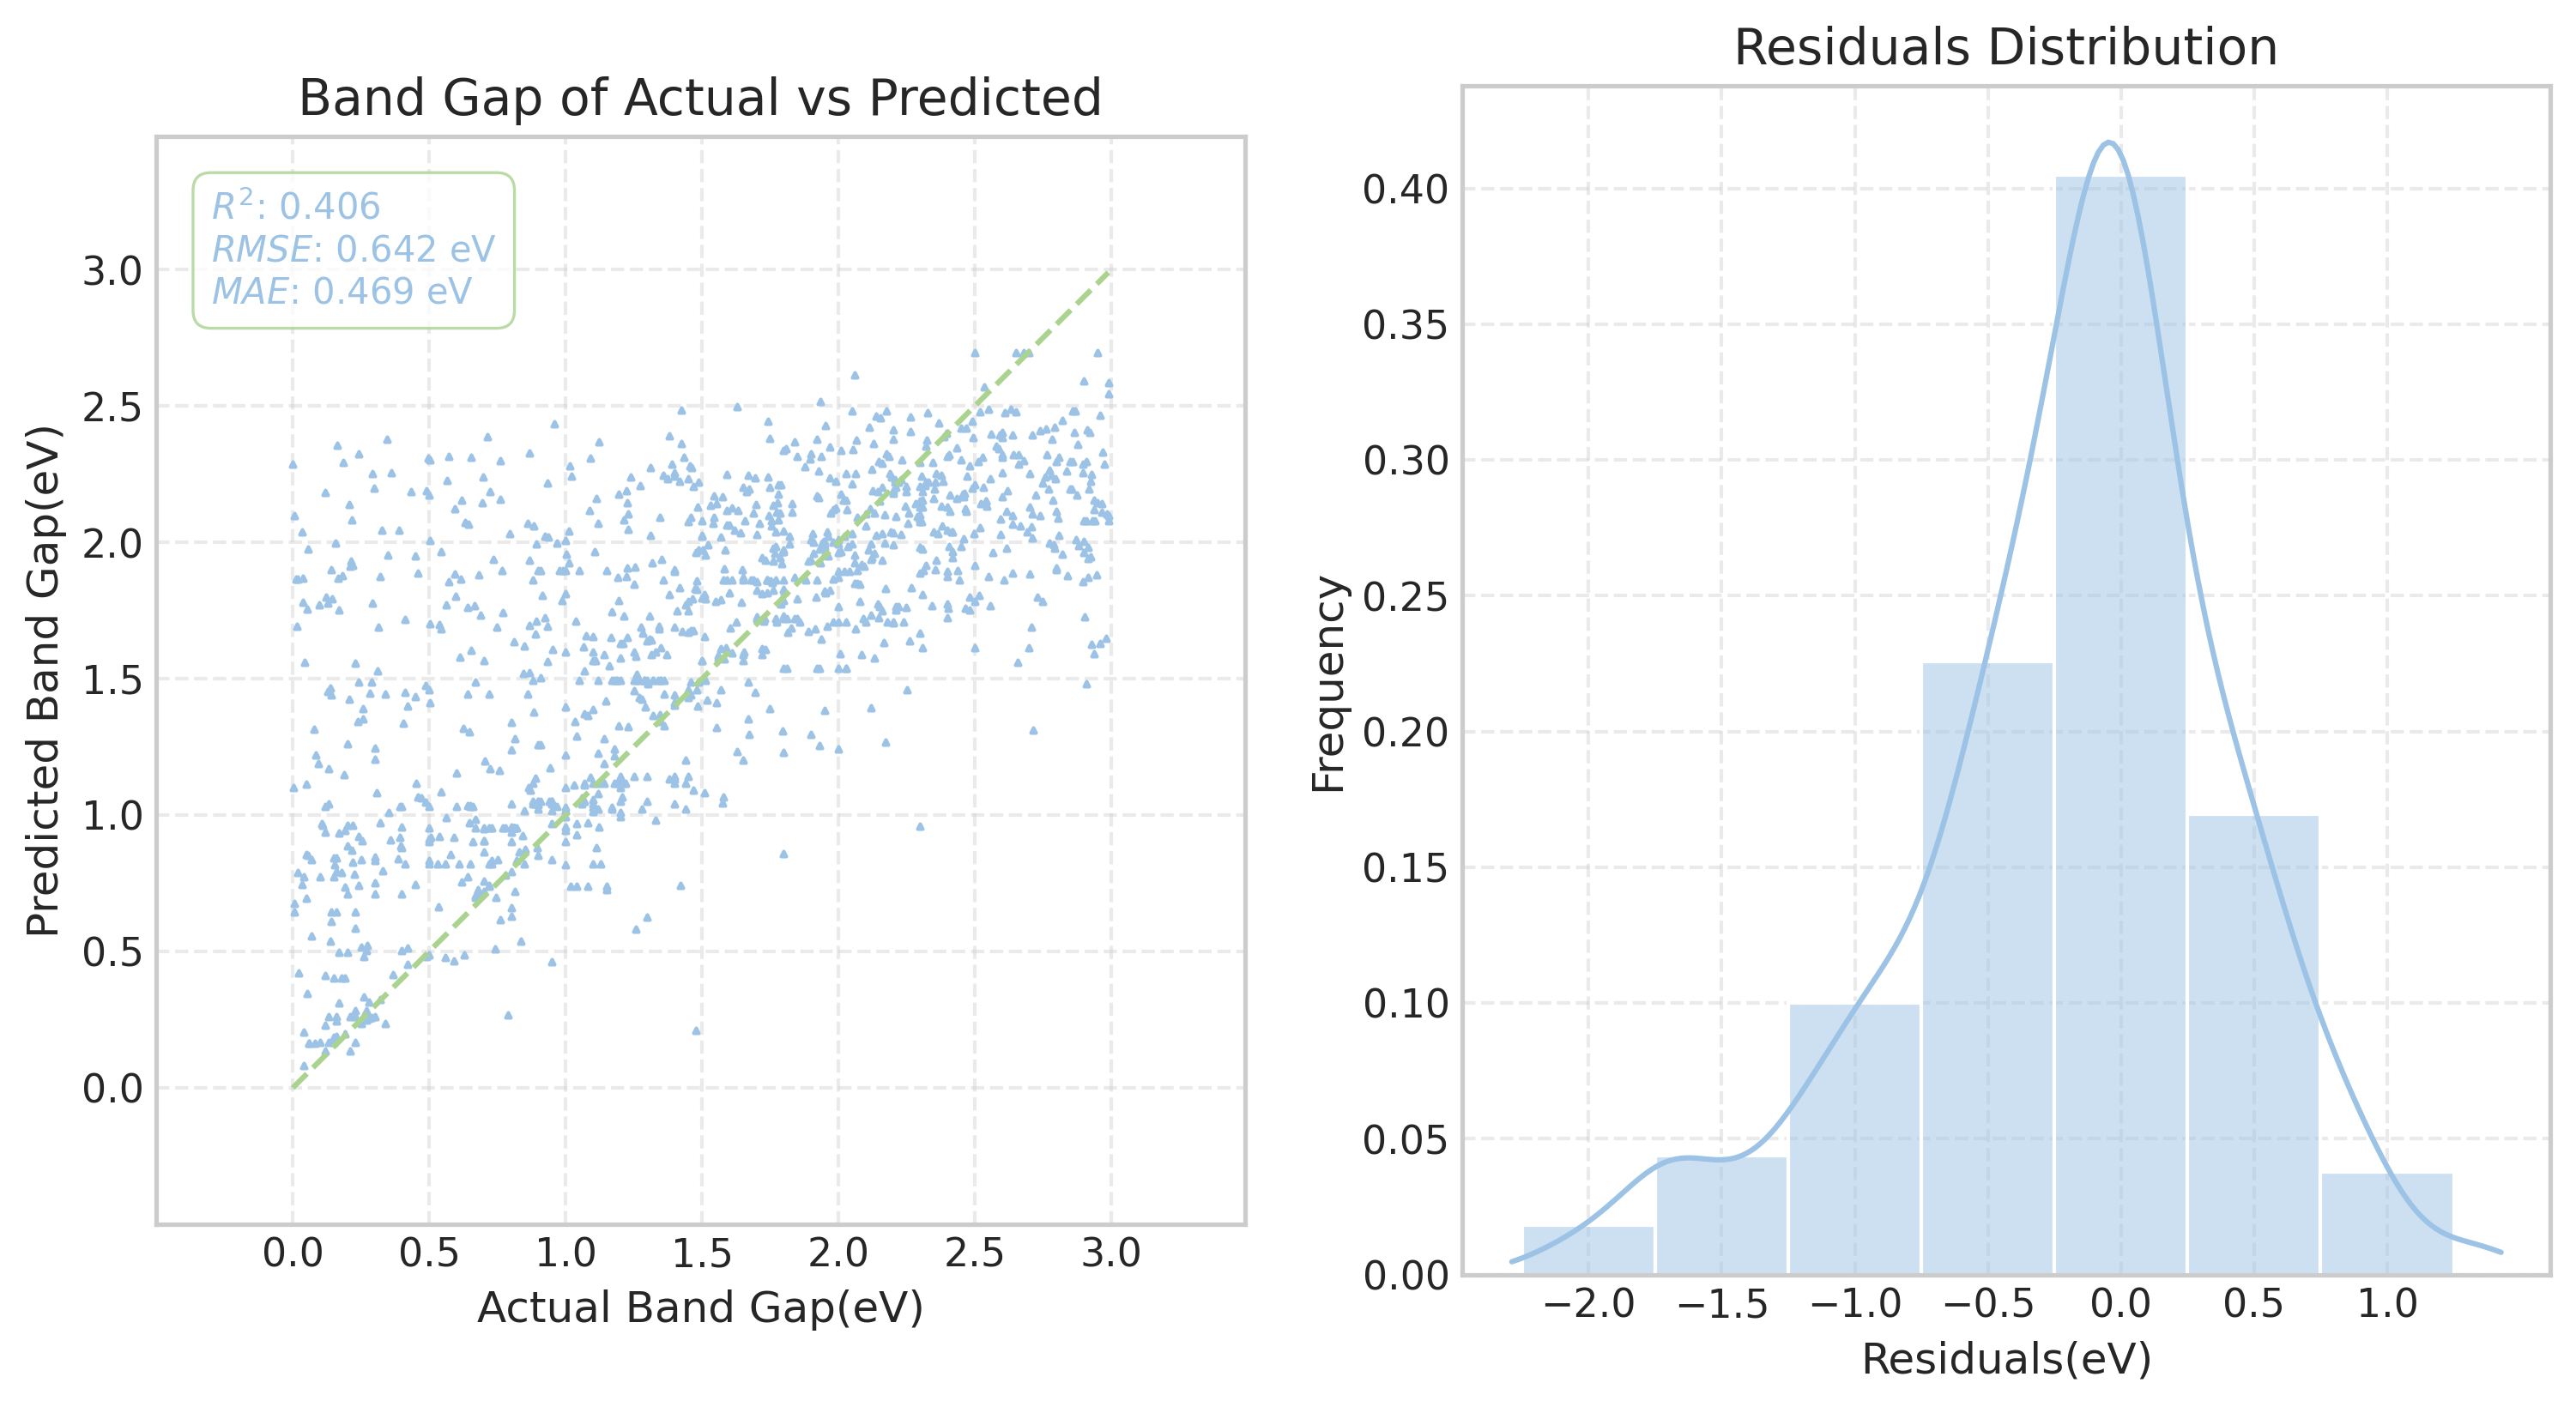 Band Gap of Actual vs Predicted
R²: 0.406
RMSE: 0.642 eV
MAE: 0.469 eV
Predicted Band Gap(eV)
3.0
2.5
2.0
1.5
1.0
0.5
0.0
0.0 0.5 1.0 1.5 2.0 2.5 3.0
Actual Band Gap(eV)
Residuals Distribution
Frequency
0.40
0.35
0.30
0.25
0.20
0.15
0.10
0.05
0.00
−2.0 −1.5 −1.0 −0.5 0.0 0.5 1.0
Residuals(eV)